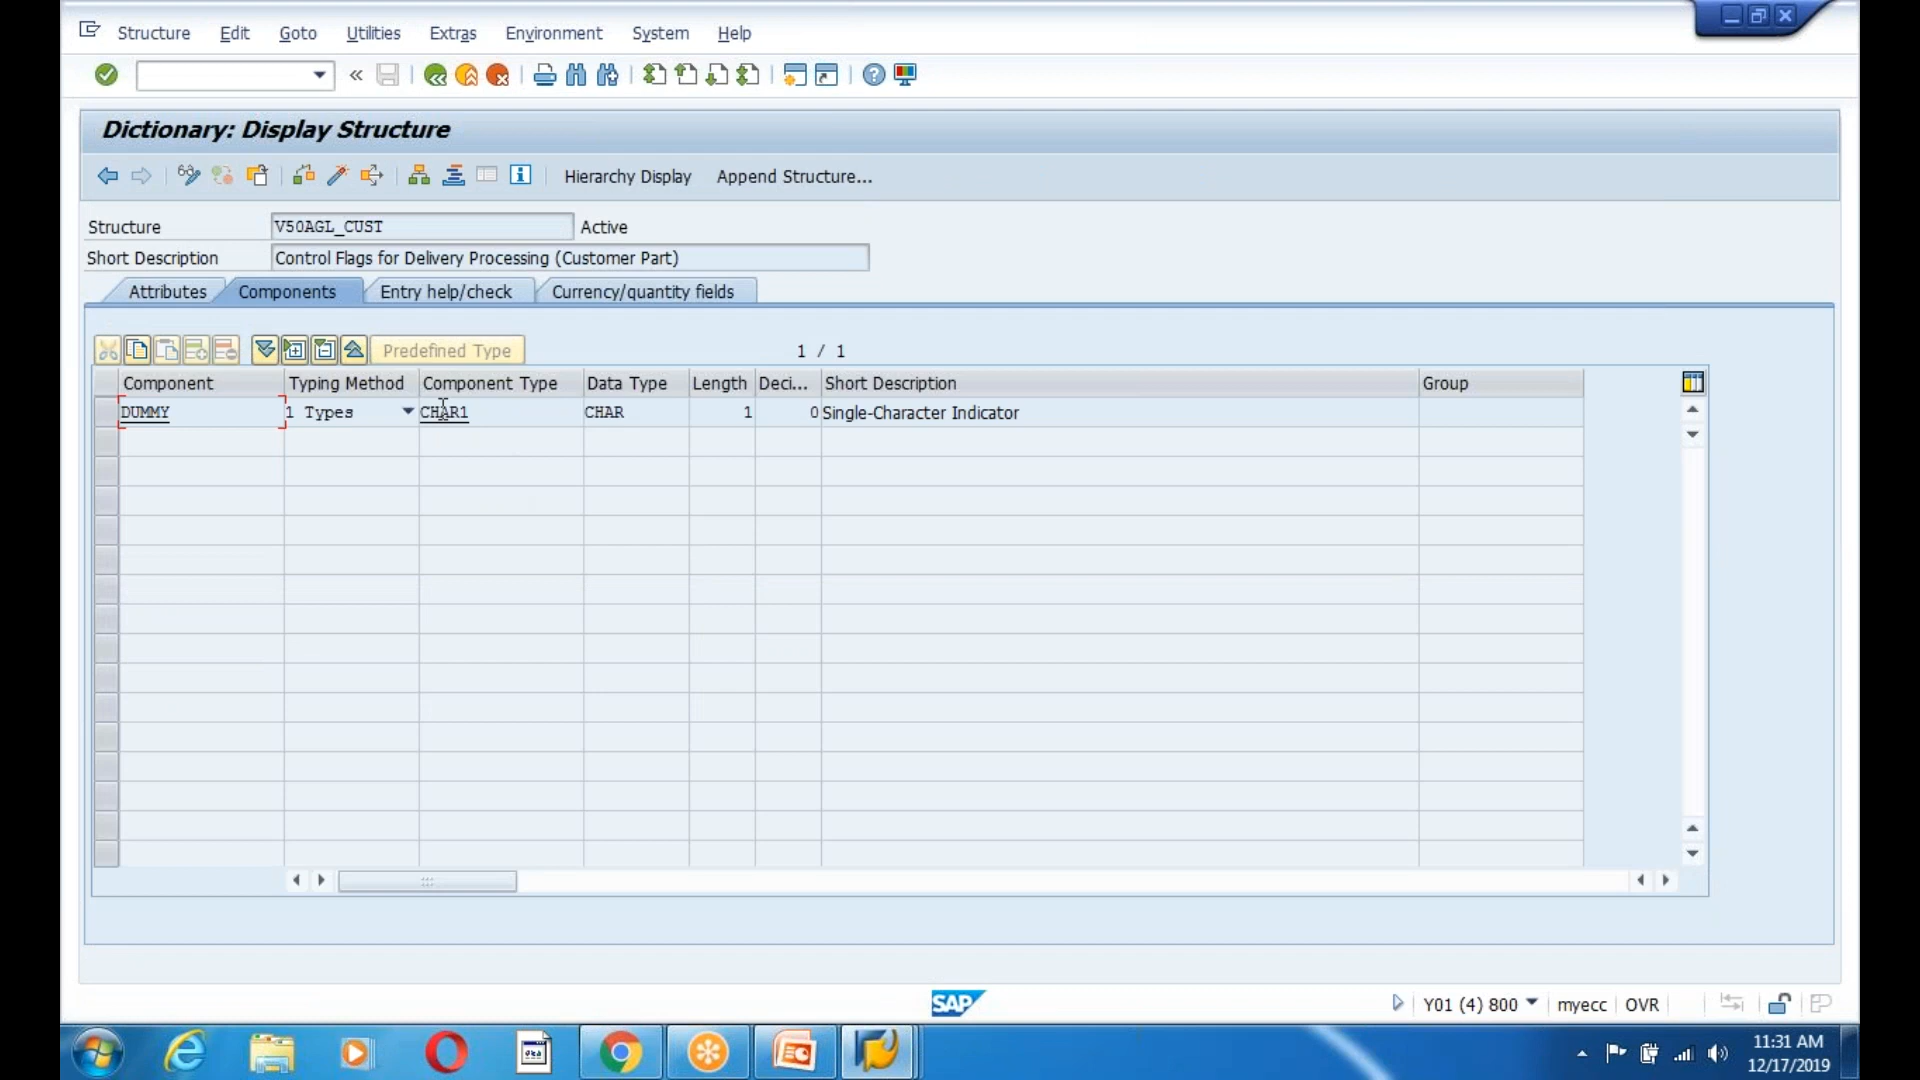 Structure Edit Goto Utilities Extras Environment System Help
Dictionary: Display Structure
Hierarchy Display Append Structure...
Structure V50AGL_CUST Active
Short Description Control Flags for Delivery Processing (Customer Part)
Attributes Components Entry help/check Currency/quantity fields
Predefined Type 1 / 1
Component Typing Method Component Type Data Type Length Deci... Short Description Group
DUMMY 1 Types CHAR1 CHAR 1 0 Single-Character Indicator
SAP Y01 (4) 800 myecc OVR
11:31 AM
12/17/2019